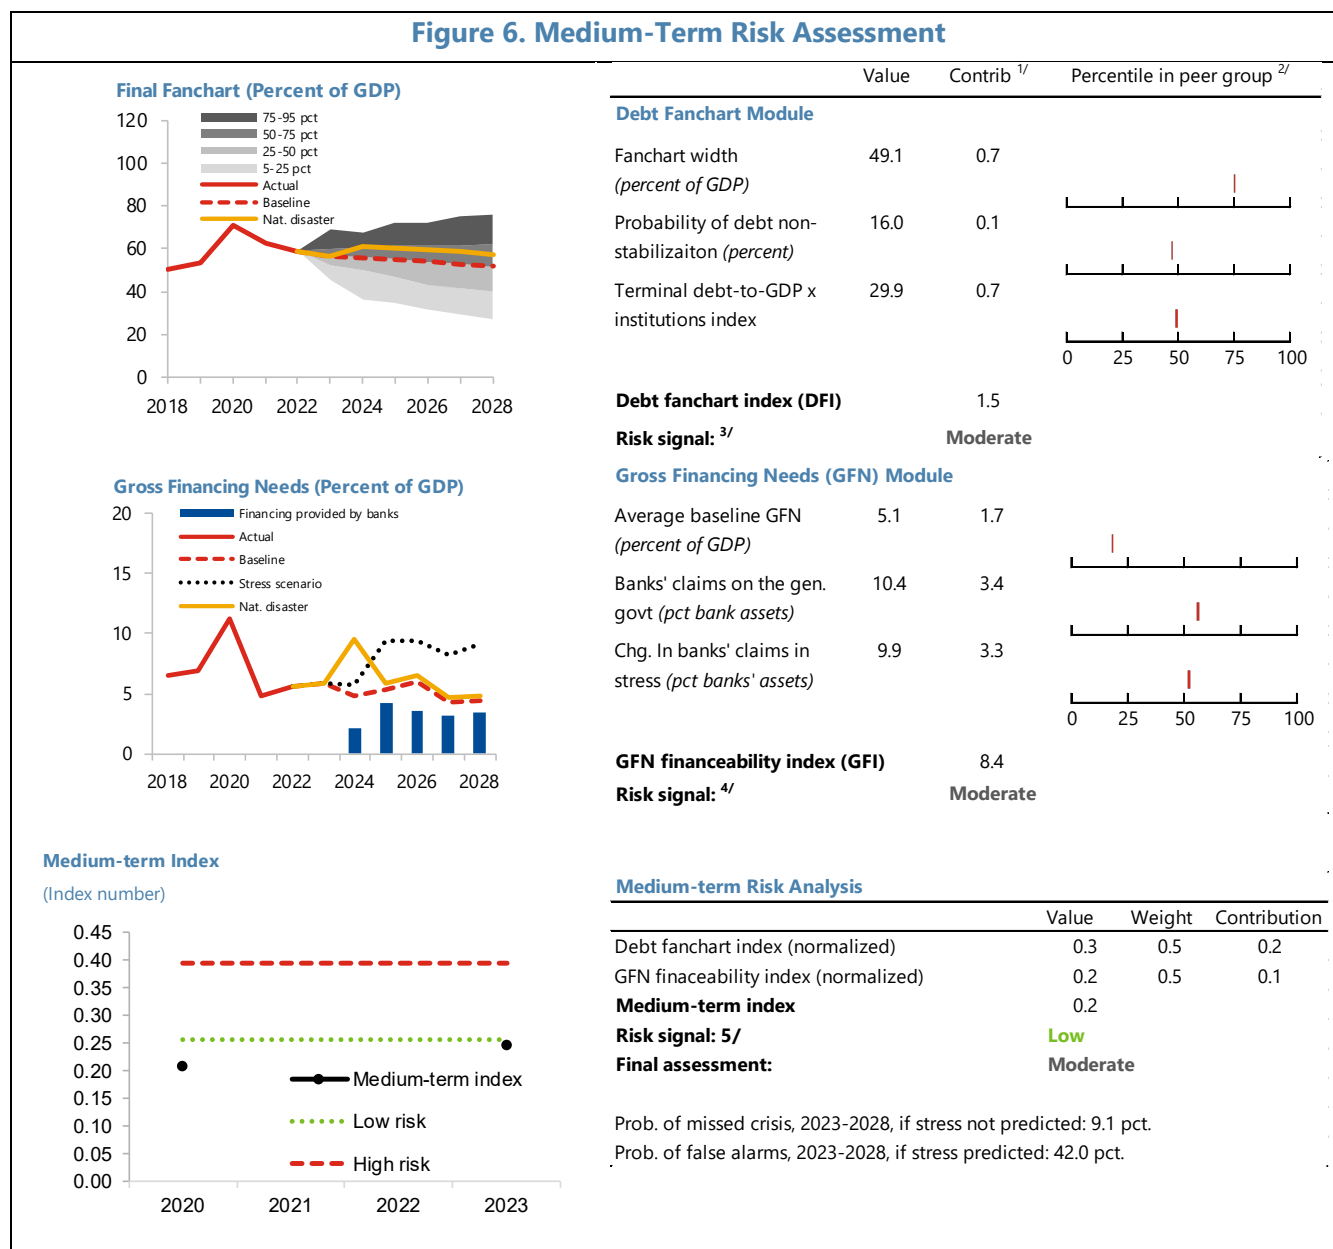 Figure 6. Medium-Term Risk Assessment
Final Fanchart (Percent of GDP)
120
100
80
60
40
20
0
75-95 pct
50-75 pct
25-50 pct
5-25 pct
Actual
Baseline
Nat. disaster
2018 2020 2022 2024 2026 2028
Value Contrib 1/ Percentile in peer group 2/
Debt Fanchart Module
Fanchart width 49.1 0.7
(percent of GDP)
Probability of debt non- 16.0 0.1
stabilizaiton (percent)
Terminal debt-to-GDP x 29.9 0.7
institutions index
0 25 50 75 100
Debt fanchart index (DFI) 1.5
Risk signal: 3/ Moderate
Gross Financing Needs (Percent of GDP)
20
15
10
5
0
Financing provided by banks
Actual
Baseline
Stress scenario
Nat. disaster
2018 2020 2022 2024 2026 2028
Gross Financing Needs (GFN) Module
Average baseline GFN 5.1 1.7
(percent of GDP)
Banks' claims on the gen. 10.4 3.4
govt (pct bank assets)
Chg. In banks' claims in 9.9 3.3
stress (pct banks' assets)
0 25 50 75 100
GFN financeability index (GFI) 8.4
Risk signal: 4/ Moderate
Medium-term Index
(Index number)
0.45
0.40
0.35
0.30
0.25
0.20
0.15
0.10
0.05
0.00
Medium-term index
Low risk
High risk
2020 2021 2022 2023
Medium-term Risk Analysis
Value Weight Contribution
Debt fanchart index (normalized) 0.3 0.5 0.2
GFN finaceability index (normalized) 0.2 0.5 0.1
Medium-term index 0.2
Risk signal: 5/ Low
Final assessment: Moderate
Prob. of missed crisis, 2023-2028, if stress not predicted: 9.1 pct.
Prob. of false alarms, 2023-2028, if stress predicted: 42.0 pct.